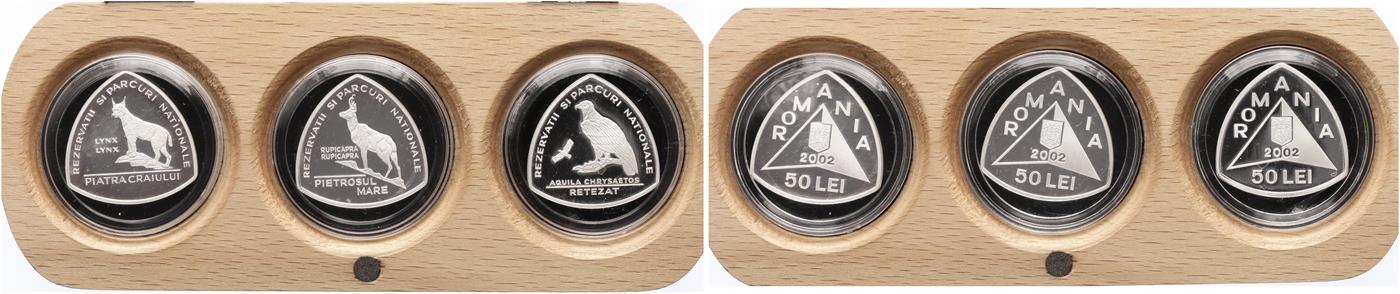 REZERVATII SI PARCURI NATIONALE
LYNX
LYNX
PIATRA CRAIULUI
REZERVATII SI PARCURI NATIONALE
RUPICAPRA
RUPICAPRA
PIETROSUL
MARE
REZERVATII SI PARCURI NATIONALE
AQUILA CHRYSAETOS
RETEZAT
ROMANIA
2002
50 LEI
ROMANIA
2002
50 LEI
ROMANIA
2002
50 LEI